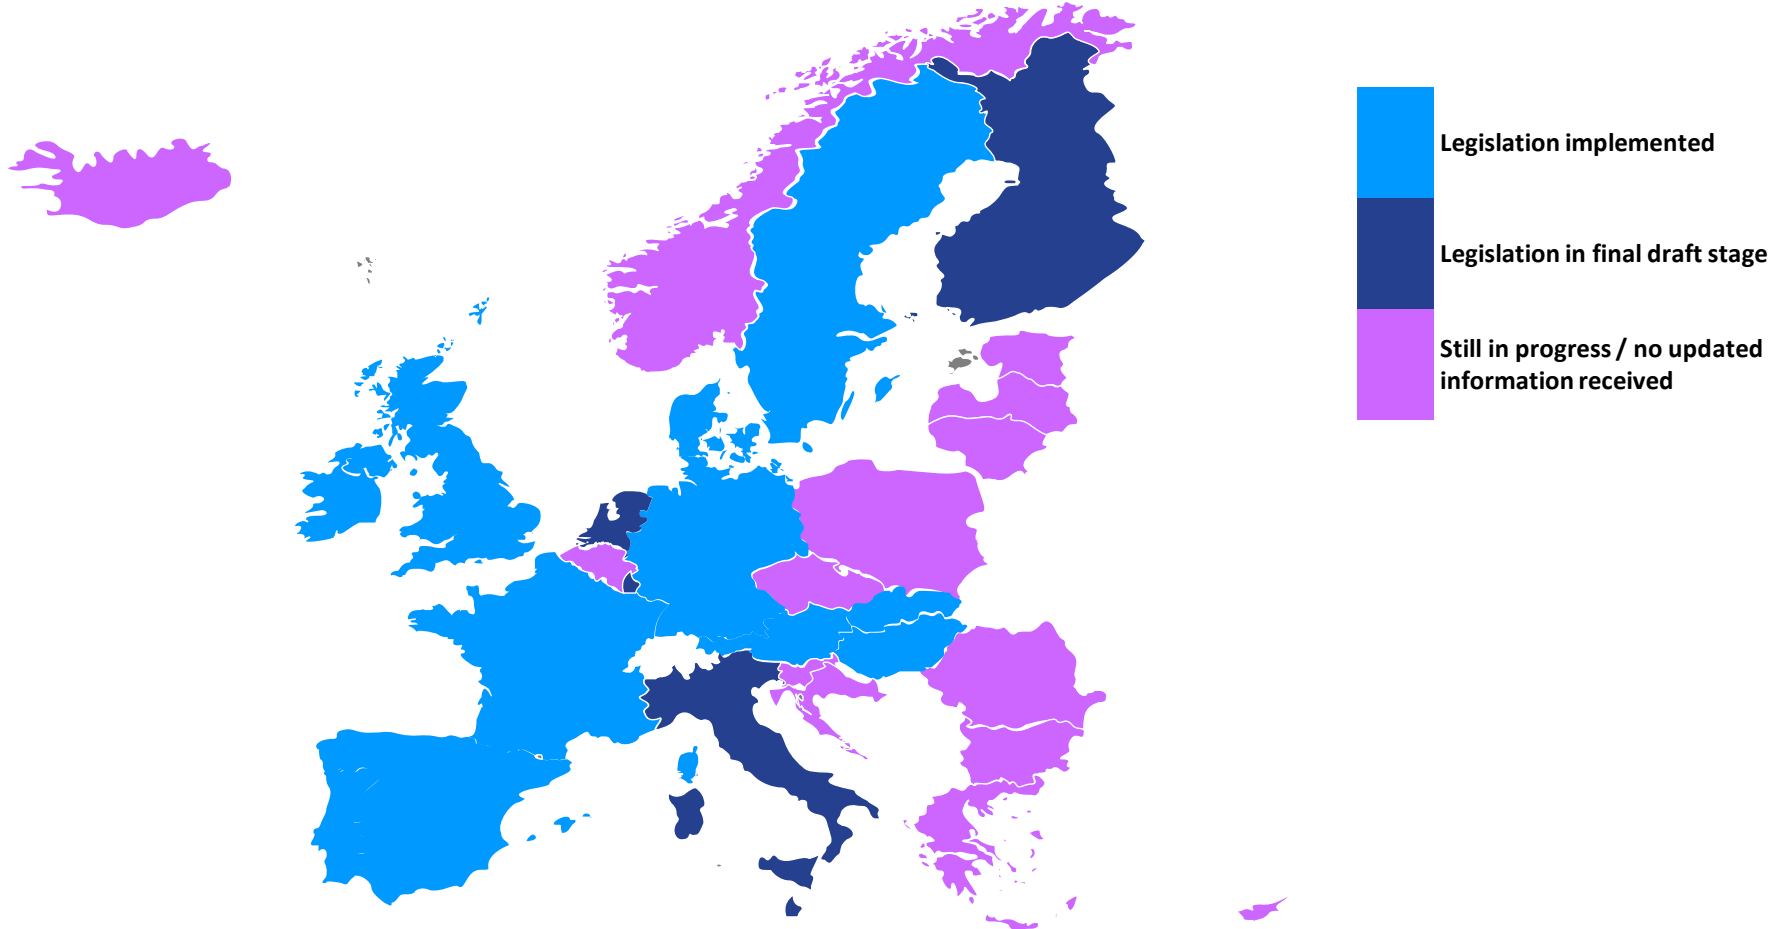 Legislation implemented
Legislation in final draft stage
Still in progress / no updated
information received